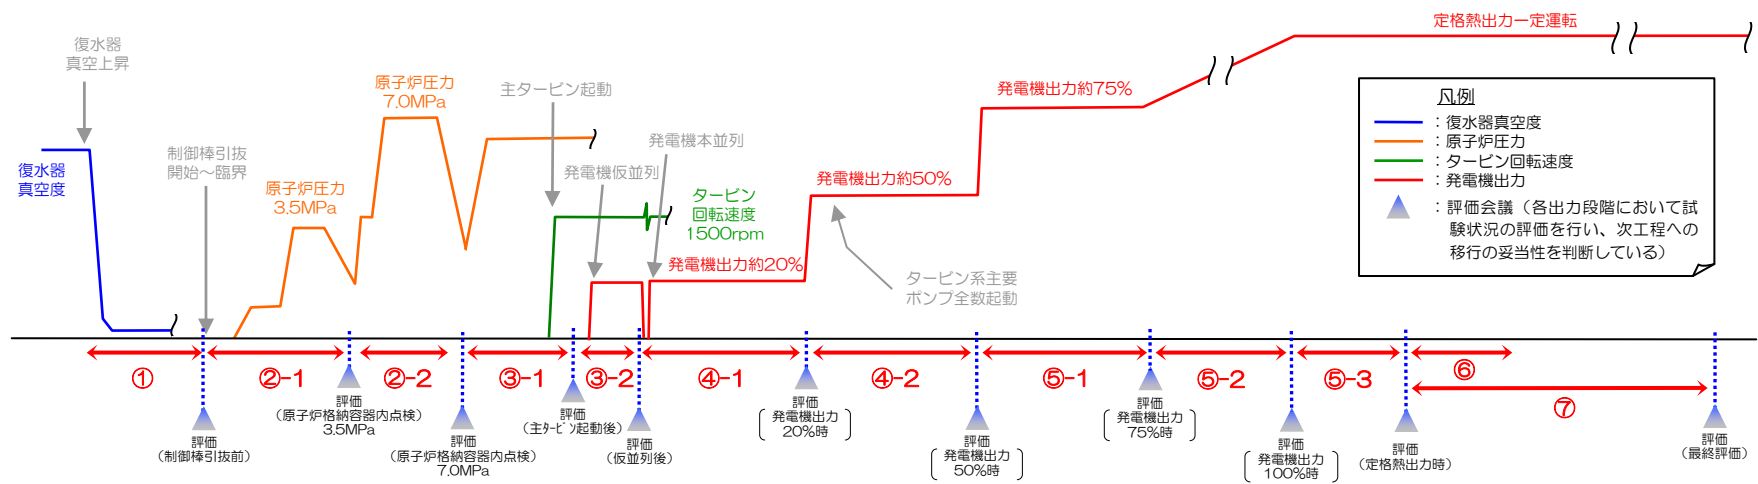 復水器
真空上昇
復水器
真空度
制御棒引抜
開始～臨界
原子炉圧力
3.5MPa
原子炉圧力
7.0MPa
主タービン起動
発電機仮並列
発電機本並列
タービン
回転速度
1500rpm
発電機出力約20%
発電機出力約50%
タービン系主要
ポンプ全数起動
発電機出力約75%
定格熱出力一定運転
凡例
：復水器真空度
：原子炉圧力
：タービン回転速度
：発電機出力
：評価会議（各出力段階において試
験状況の評価を行い、次工程への
移行の妥当性を判断している）
①
②-1
②-2
③-1
③-2
④-1
④-2
⑤-1
⑤-2
⑤-3
⑥
⑦
評価
（制御棒引抜前）
評価
（原子炉格納容器内点検）
3.5MPa
評価
（原子炉格納容器内点検）
7.0MPa
評価
（主ﾀｰﾋﾞﾝ起動後）
評価
（仮並列後）
評価
発電機出力
20%時
評価
発電機出力
50%時
評価
発電機出力
75%時
評価
発電機出力
100%時
評価
（定格熱出力時）
評価
（最終評価）